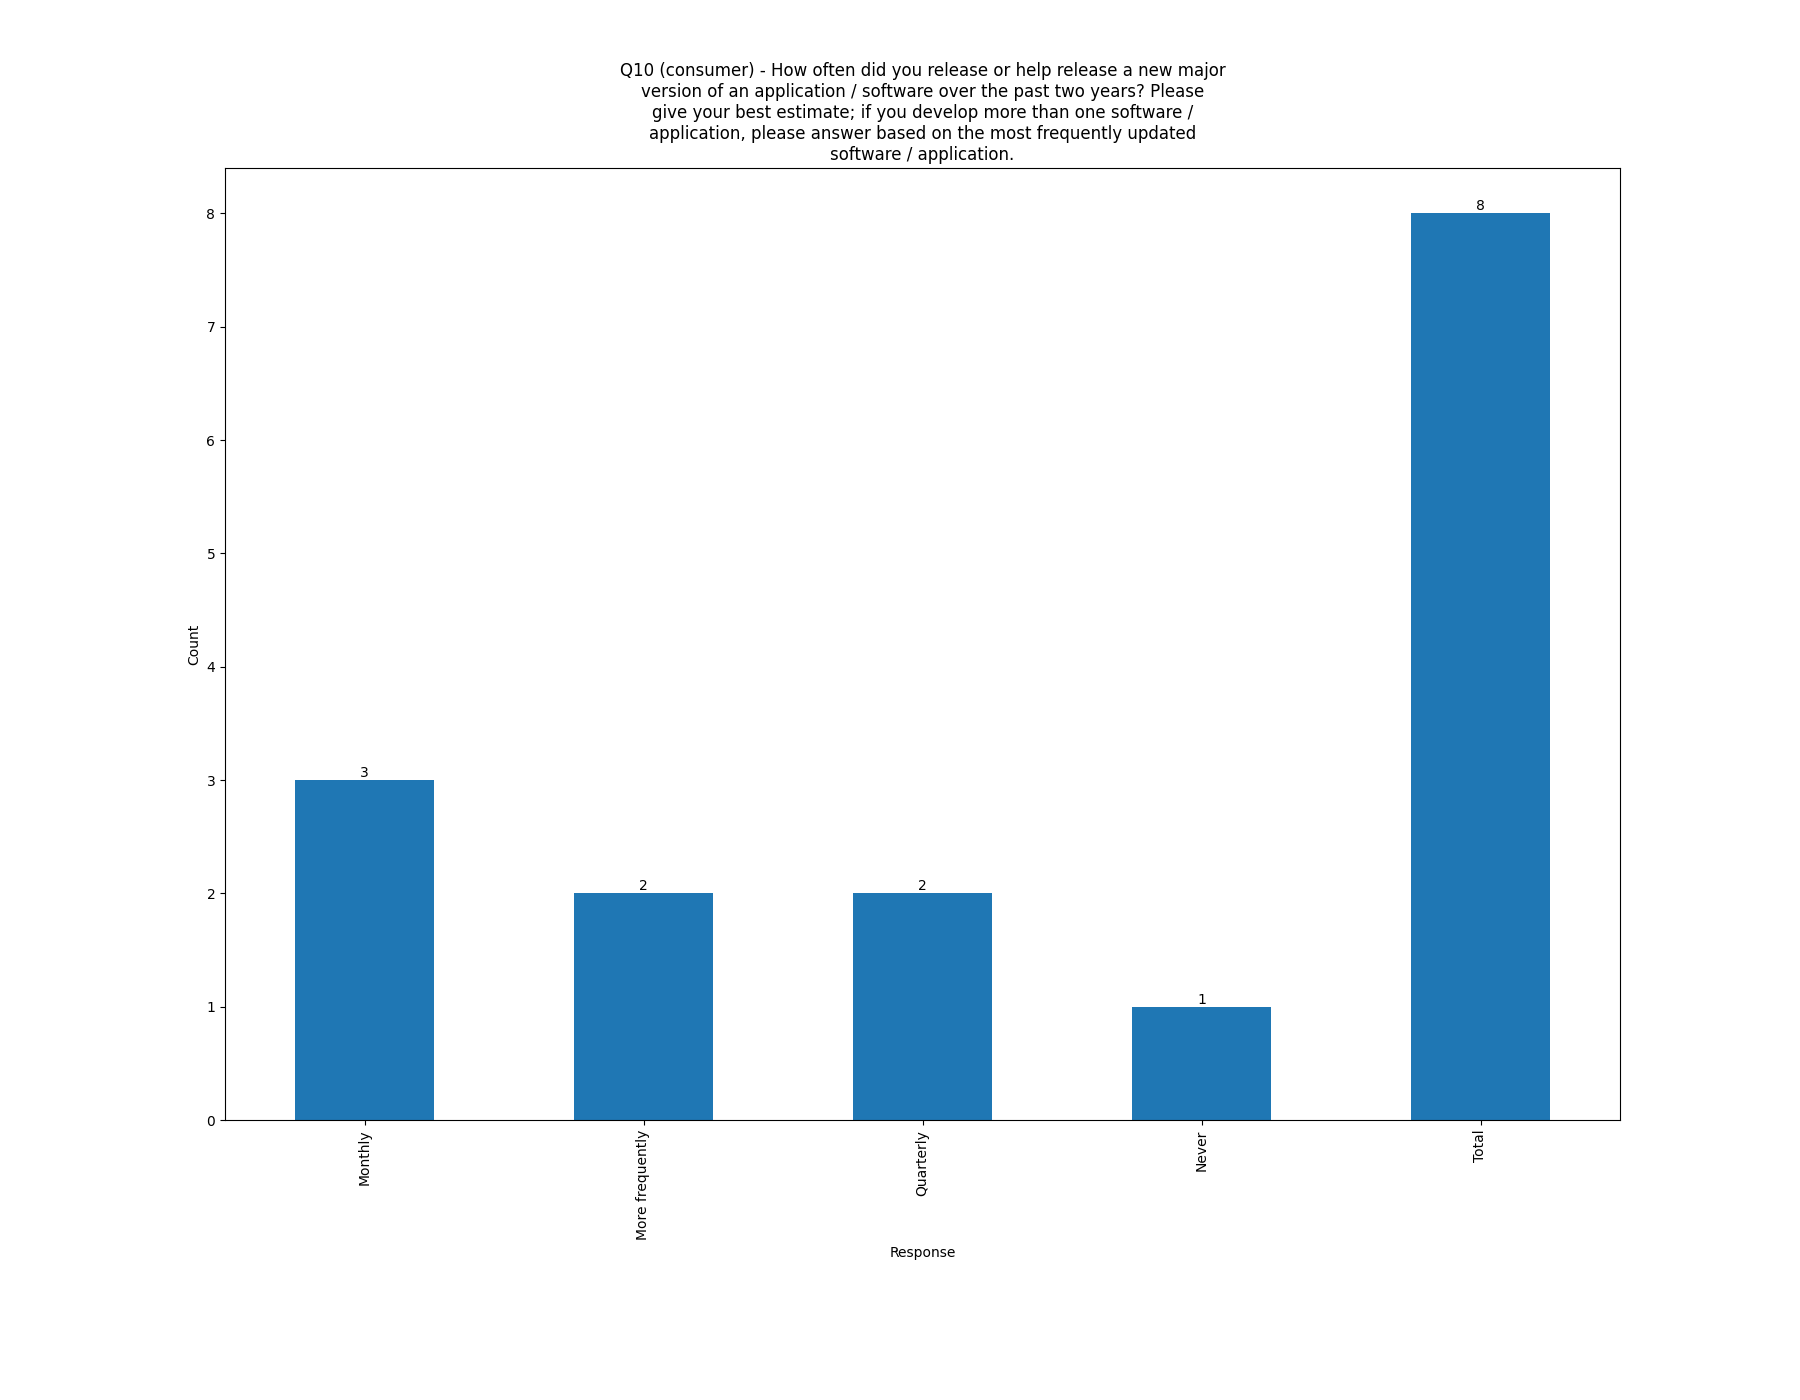 Q10 (consumer) - How often did you release or help release a new major
version of an application / software over the past two years? Please
give your best estimate; if you develop more than one software /
application, please answer based on the most frequently updated
software / application.
8
7
6
5
4
3
2
1
0
Count
3
2
2
1
8
Monthly
More frequently
Quarterly
Never
Total
Response